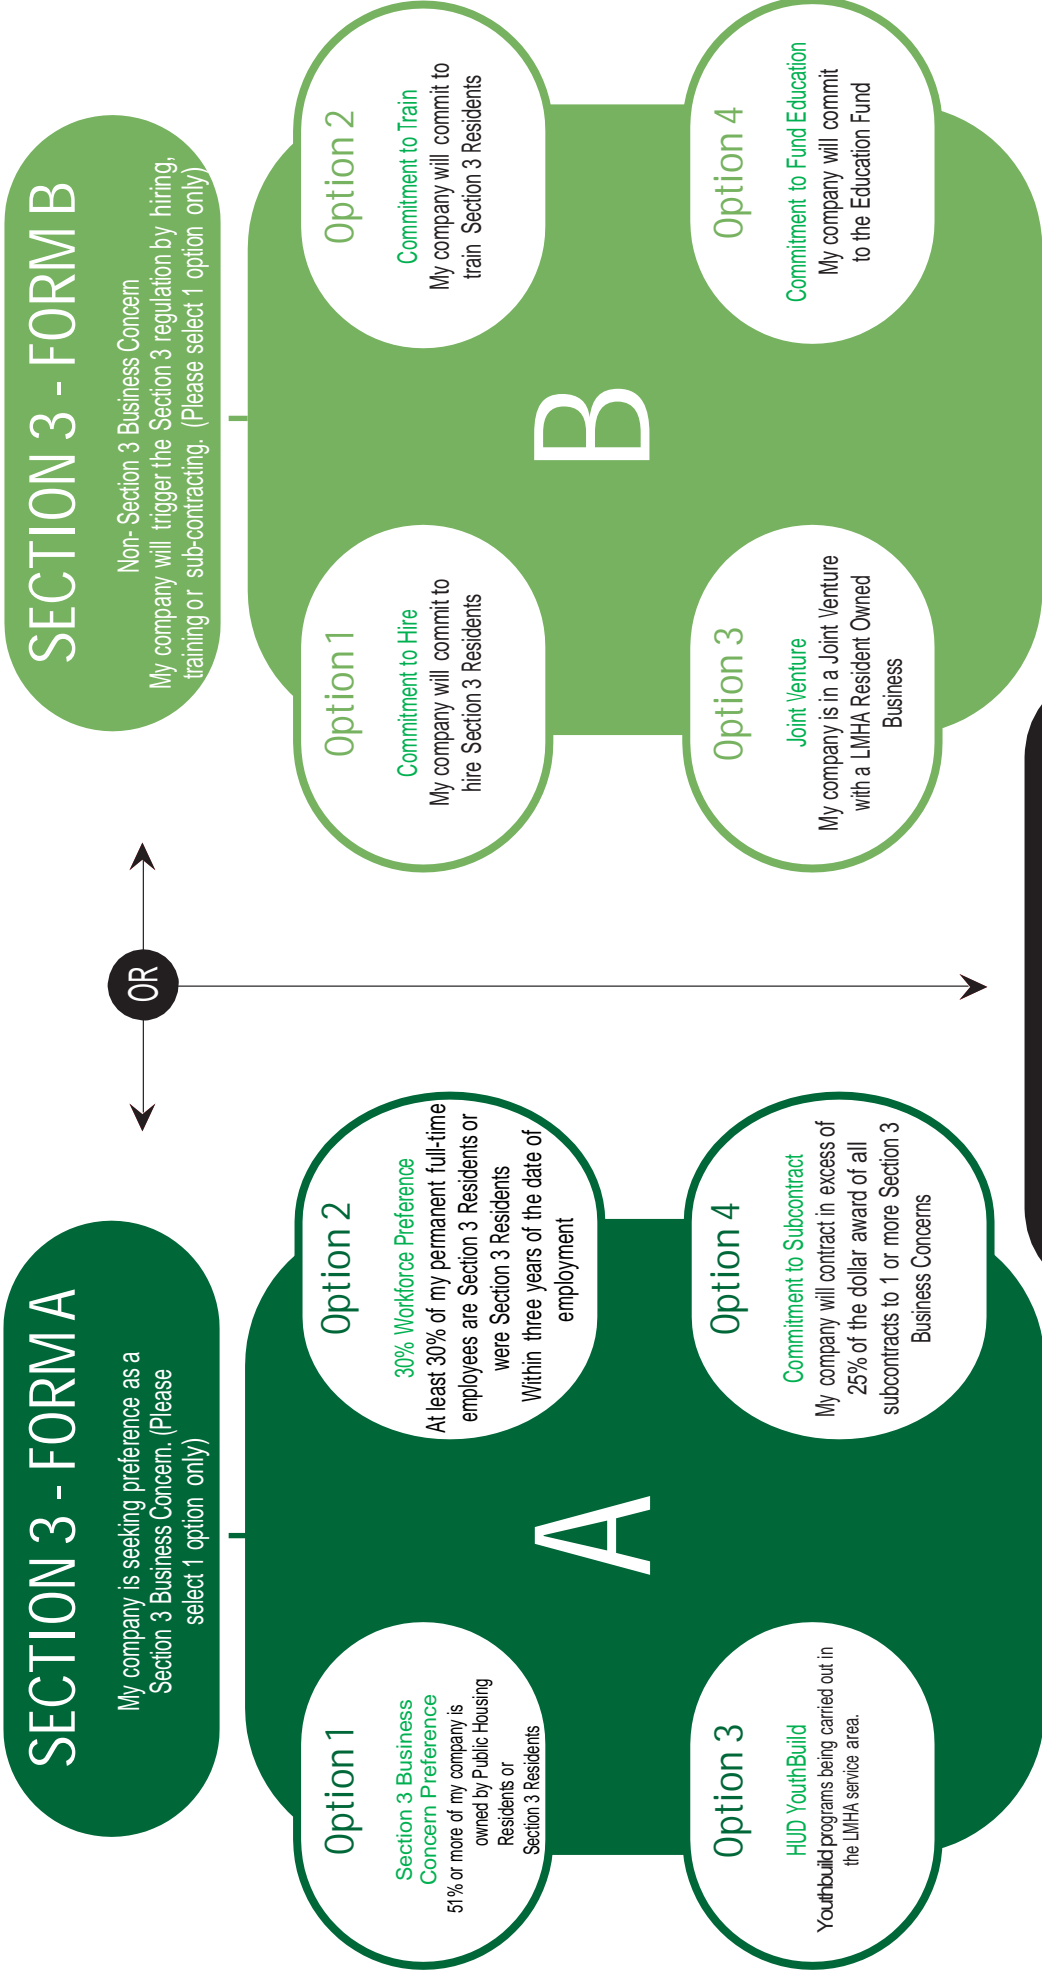 SECTION 3 - FORM A
My company is seeking preference as a
Section 3 Business Concern. (Please
select 1 option only)
OR
SECTION 3 - FORM B
Non- Section 3 Business Concern
My company will trigger the Section 3 regulation by hiring,
training or sub-contracting. (Please select 1 option only)
Option 1
Section 3 Business
Concern Preference
51% or more of my company is
owned by Public Housing
Residents or
Section 3 Residents
Option 2
30% Workforce Preference
At least 30% of my permanent full-time
employees are Section 3 Residents or
were Section 3 Residents
Within three years of the date of
employment
A
Option 3
HUD YouthBuild
Youthbuild programs being carried out in
the LMHA service area.
Option 4
Commitment to Subcontract
My company will contract in excess of
25% of the dollar award of all
subcontracts to 1 or more Section 3
Business Concerns
Option 1
Commitment to Hire
My company will commit to
hire Section 3 Residents
Option 2
Commitment to Train
My company will commit to
train Section 3 Residents
B
Option 3
Joint Venture
My company is in a Joint Venture
with a LMHA Resident Owned
Business
Option 4
Commitment to Fund Education
My company will commit
to the Education Fund